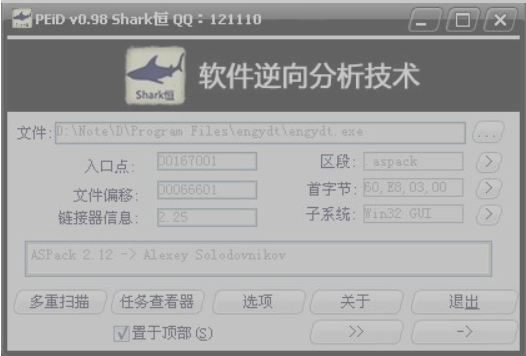 PEiD v0.98 Shark恒 QQ：121110
Shark恒
软件逆向分析技术
文件: D:\Note\D\Program Files\engydt\engydt.exe ...
入口点: 00167001 区段: aspack >
文件偏移: 00066601 首字节: 60,E8,03,00 >
链接器信息: 2.25 子系统: Win32 GUI >
ASPack 2.12 -> Alexey Solodovnikov
多重扫描 任务查看器 选项 关于 退出
置于顶部(S) >> ->